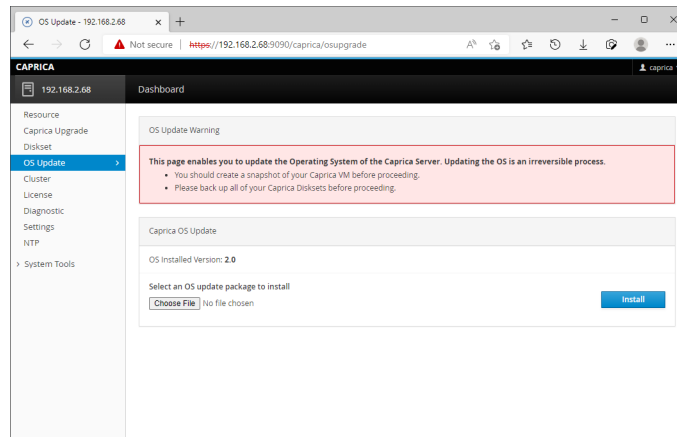 OS Update - 192.168.2.68
Not secure | https://192.168.2.68:9090/caprica/osupgrade
CAPRICA
caprica
192.168.2.68
Dashboard
Resource
Caprica Upgrade
Diskset
OS Update
Cluster
License
Diagnostic
Settings
NTP
System Tools
OS Update Warning
This page enables you to update the Operating System of the Caprica Server. Updating the OS is an irreversible process.
• You should create a snapshot of your Caprica VM before proceeding.
• Please back up all of your Caprica Disksets before proceeding.
Caprica OS Update
OS Installed Version: 2.0
Select an OS update package to install
Choose File No file chosen
Install